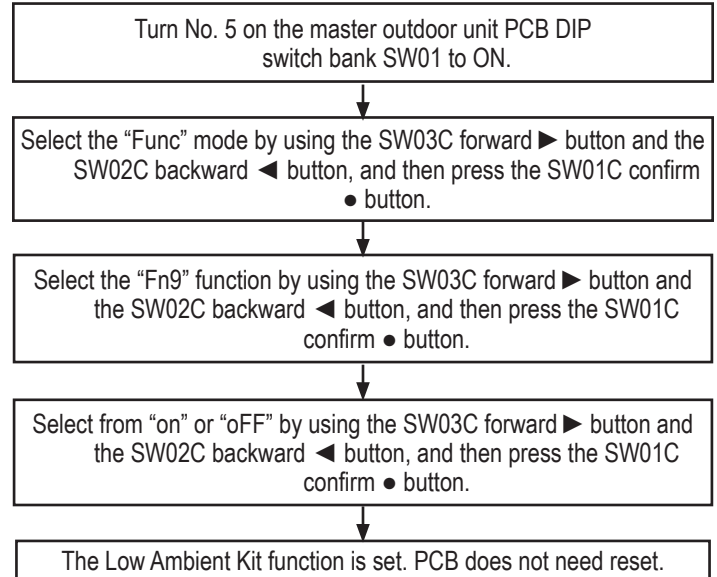 Turn No. 5 on the master outdoor unit PCB DIP
switch bank SW01 to ON.
Select the “Func” mode by using the SW03C forward ► button and the
SW02C backward ◄ button, and then press the SW01C confirm
● button.
Select the “Fn9” function by using the SW03C forward ► button and
the SW02C backward ◄ button, and then press the SW01C
confirm ● button.
Select from “on” or “oFF” by using the SW03C forward ► button and
the SW02C backward ◄ button, and then press the SW01C
confirm ● button.
The Low Ambient Kit function is set. PCB does not need reset.